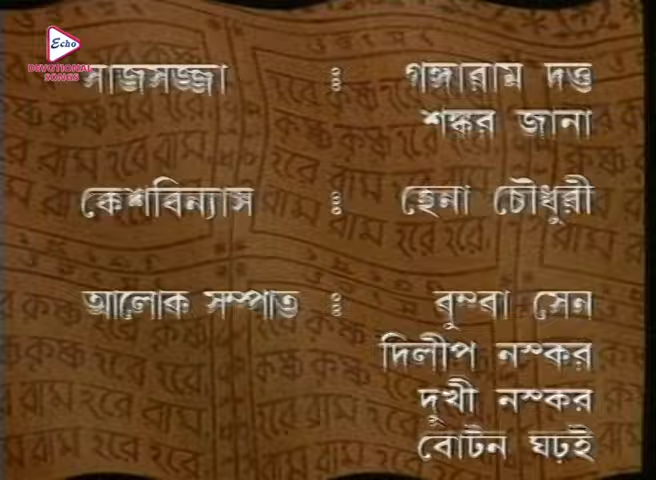 Echo
DEVOTIONAL
SONGS
সাজসজ্জা : গঙ্গারাম দত্ত
শঙ্কর জানা
কেশবিন্যাস : হেনা চৌধুরী
আলোক সম্পাত : বুম্বা সেন
দিলীপ নস্কর
দুখী নস্কর
বোটন ঘড়ই